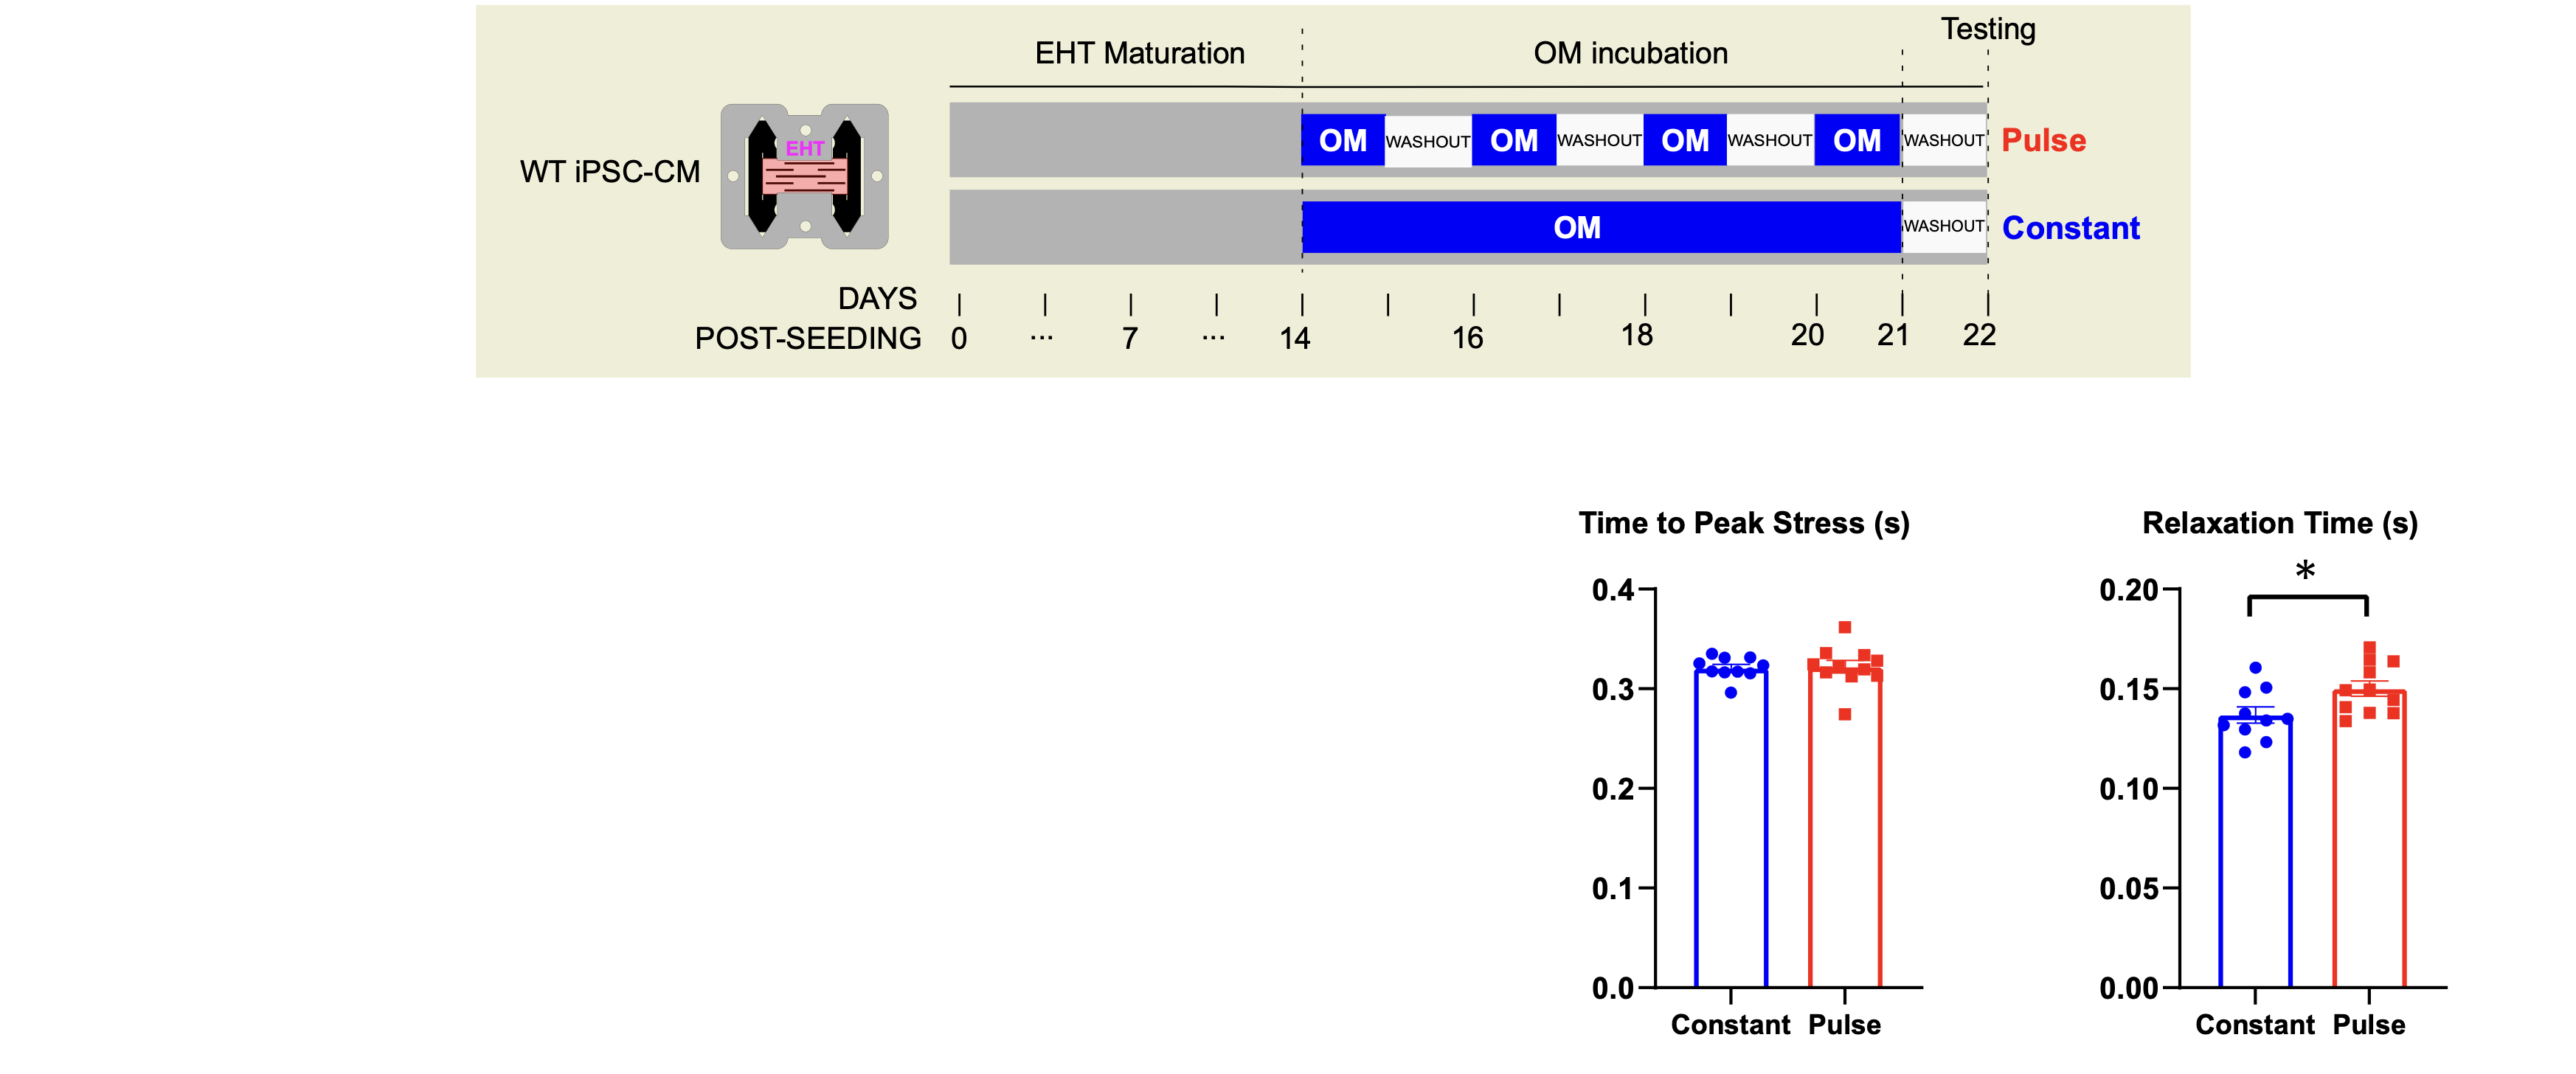 Testing
EHT Maturation
OM incubation
WT iPSC-CM
EHT
OM WASHOUT OM WASHOUT OM WASHOUT OM WASHOUT Pulse
OM WASHOUT Constant
DAYS
POST-SEEDING 0 ... 7 ... 14 16 18 20 21 22
Time to Peak Stress (s)
0.4
0.3
0.2
0.1
0.0
Constant Pulse
Relaxation Time (s)
*
0.20
0.15
0.10
0.05
0.00
Constant Pulse